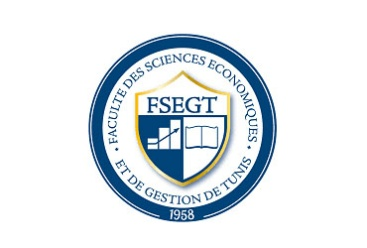 • FACULTE DES SCIENCES ECONOMIQUES •
ET DE GESTION DE TUNIS
FSEGT
1958